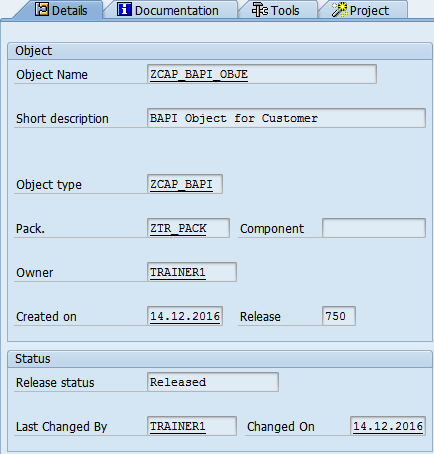 Details Documentation Tools Project
Object
Object Name ZCAP_BAPI_OBJE
Short description BAPI Object for Customer
Object type ZCAP_BAPI
Pack. ZTR_PACK Component
Owner TRAINER1
Created on 14.12.2016 Release 750
Status
Release status Released
Last Changed By TRAINER1 Changed On 14.12.2016